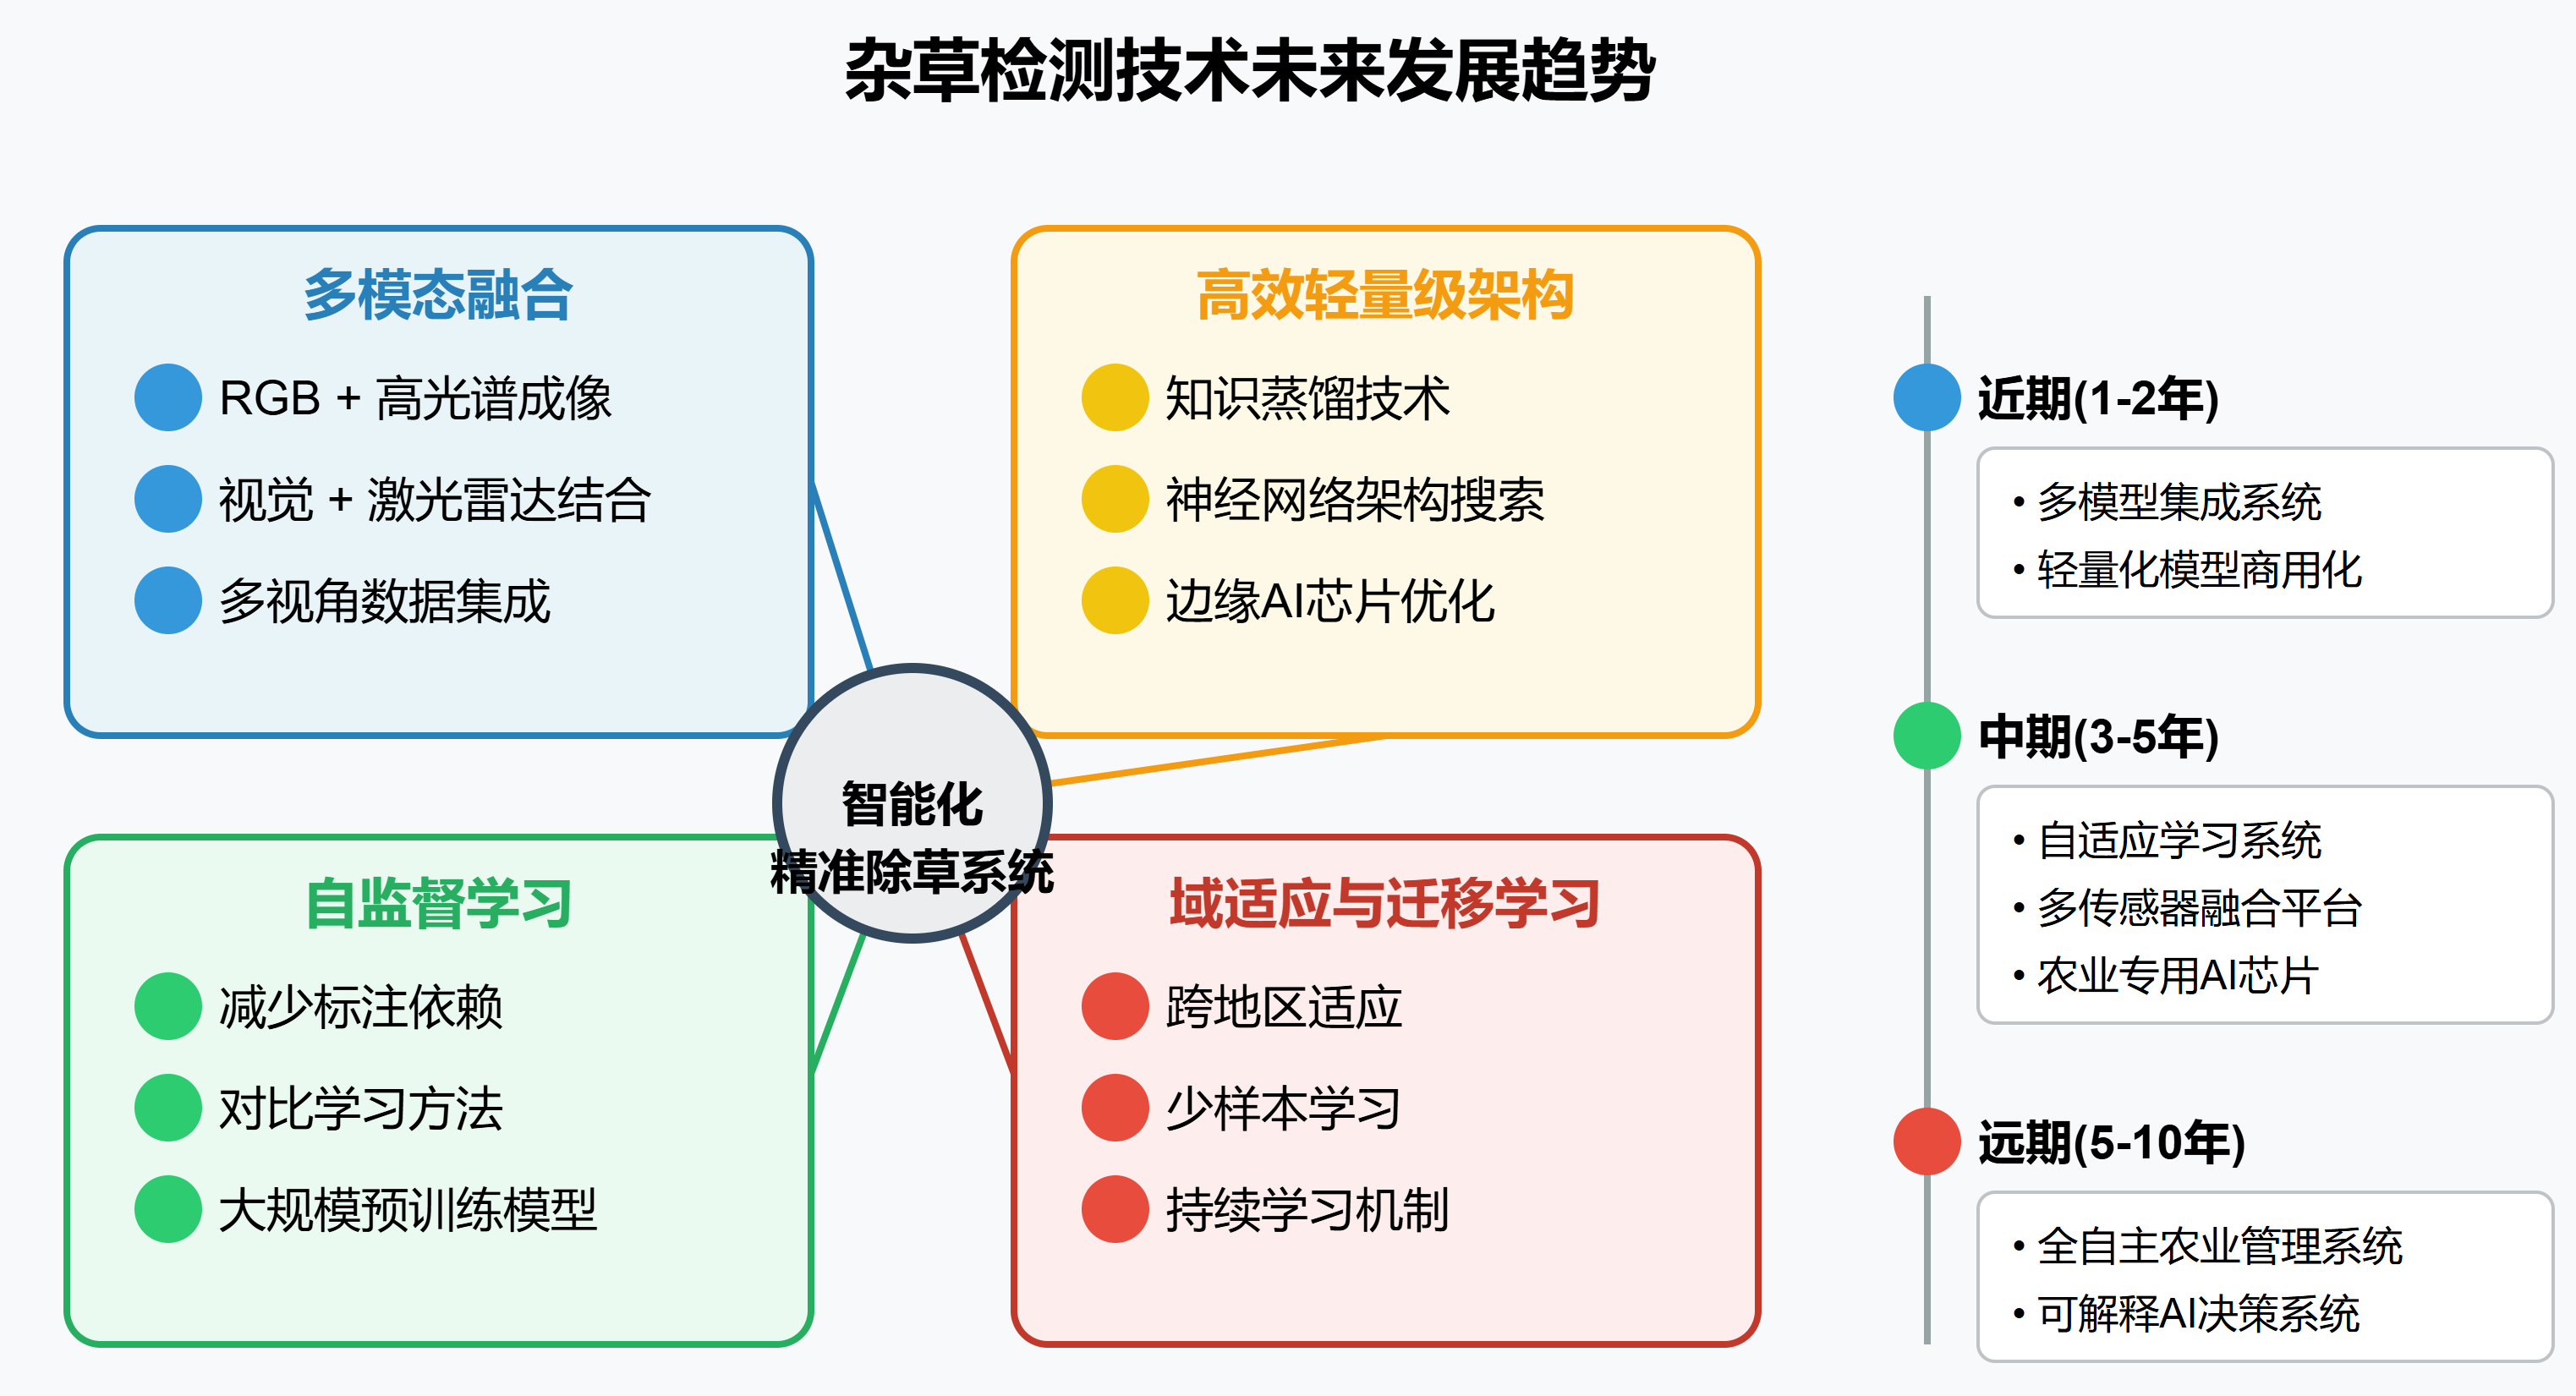 杂草检测技术未来发展趋势
多模态融合
RGB + 高光谱成像
视觉 + 激光雷达结合
多视角数据集成
高效轻量级架构
知识蒸馏技术
神经网络架构搜索
边缘AI芯片优化
智能化
精准除草系统
自监督学习
减少标注依赖
对比学习方法
大规模预训练模型
域适应与迁移学习
跨地区适应
少样本学习
持续学习机制
近期(1-2年)
• 多模型集成系统
• 轻量化模型商用化
中期(3-5年)
• 自适应学习系统
• 多传感器融合平台
• 农业专用AI芯片
远期(5-10年)
• 全自主农业管理系统
• 可解释AI决策系统